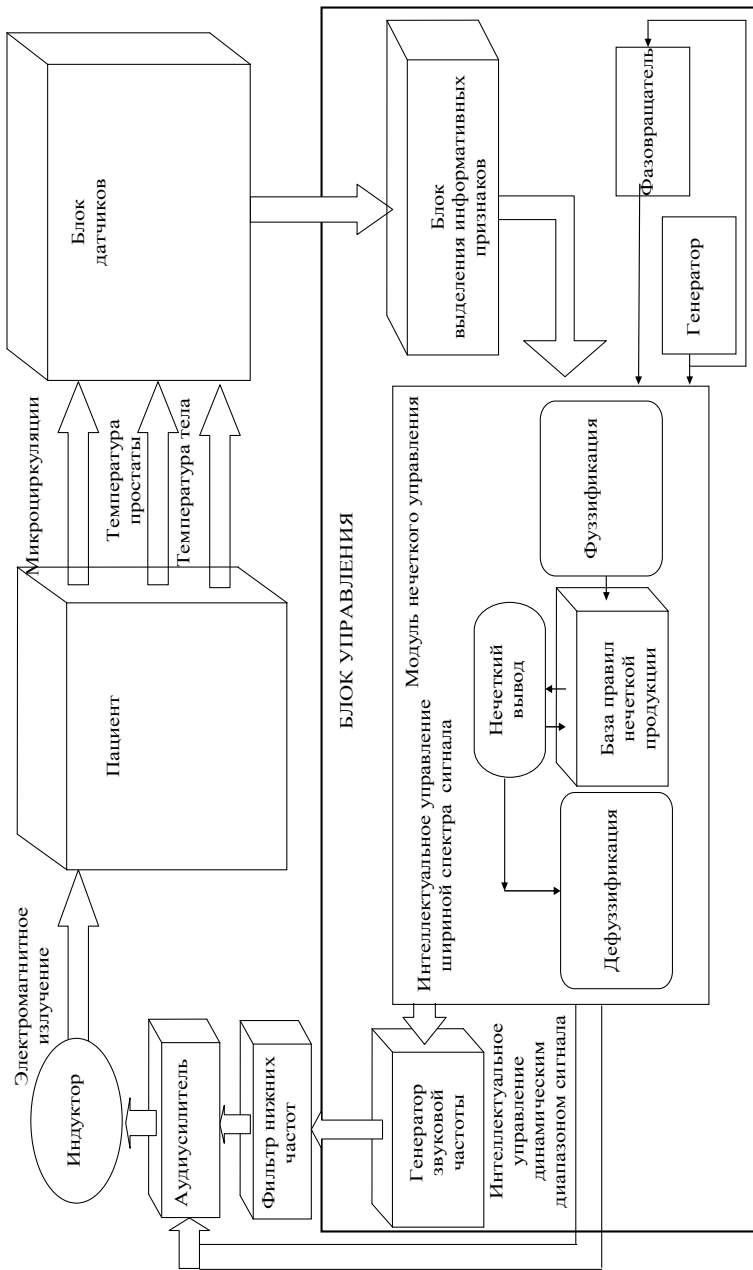 Электромагнитное
излучение
Индуктор
Пациент
Микроциркуляции
Температура
простаты
Температура тела
Блок
датчиков
Аудиусилитель
Фильтр нижних
частот
БЛОК УПРАВЛЕНИЯ
Генератор
звуковой
частоты
Интеллектуальное
управление
динамическим
диапазоном сигнала
Интеллектуальное управление
шириной спектра сигнала
Модуль нечеткого управления
Блок
выделения информативных
признаков
Нечеткий
вывод
Дефуззификация
База правил
нечеткой
продукции
Фуззификация
Генератор
Фазовращатель